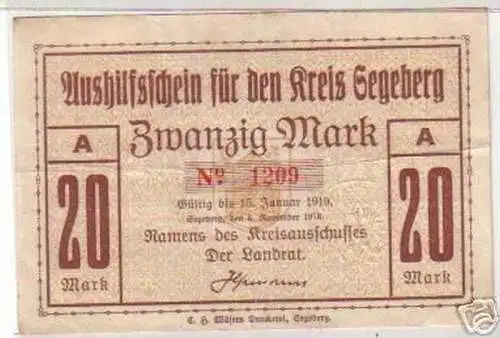 Aushilfsschein für den Kreis Segeberg
A
Zwanzig Mark
A
No 1209
20
Mark
Gültig bis 15. Januar 1919.
Segeberg, den 8. November 1918.
Namens des Kreisausschusses
Der Landrat.
20
Mark
C. H. Wäsers Druckerei, Segeberg.